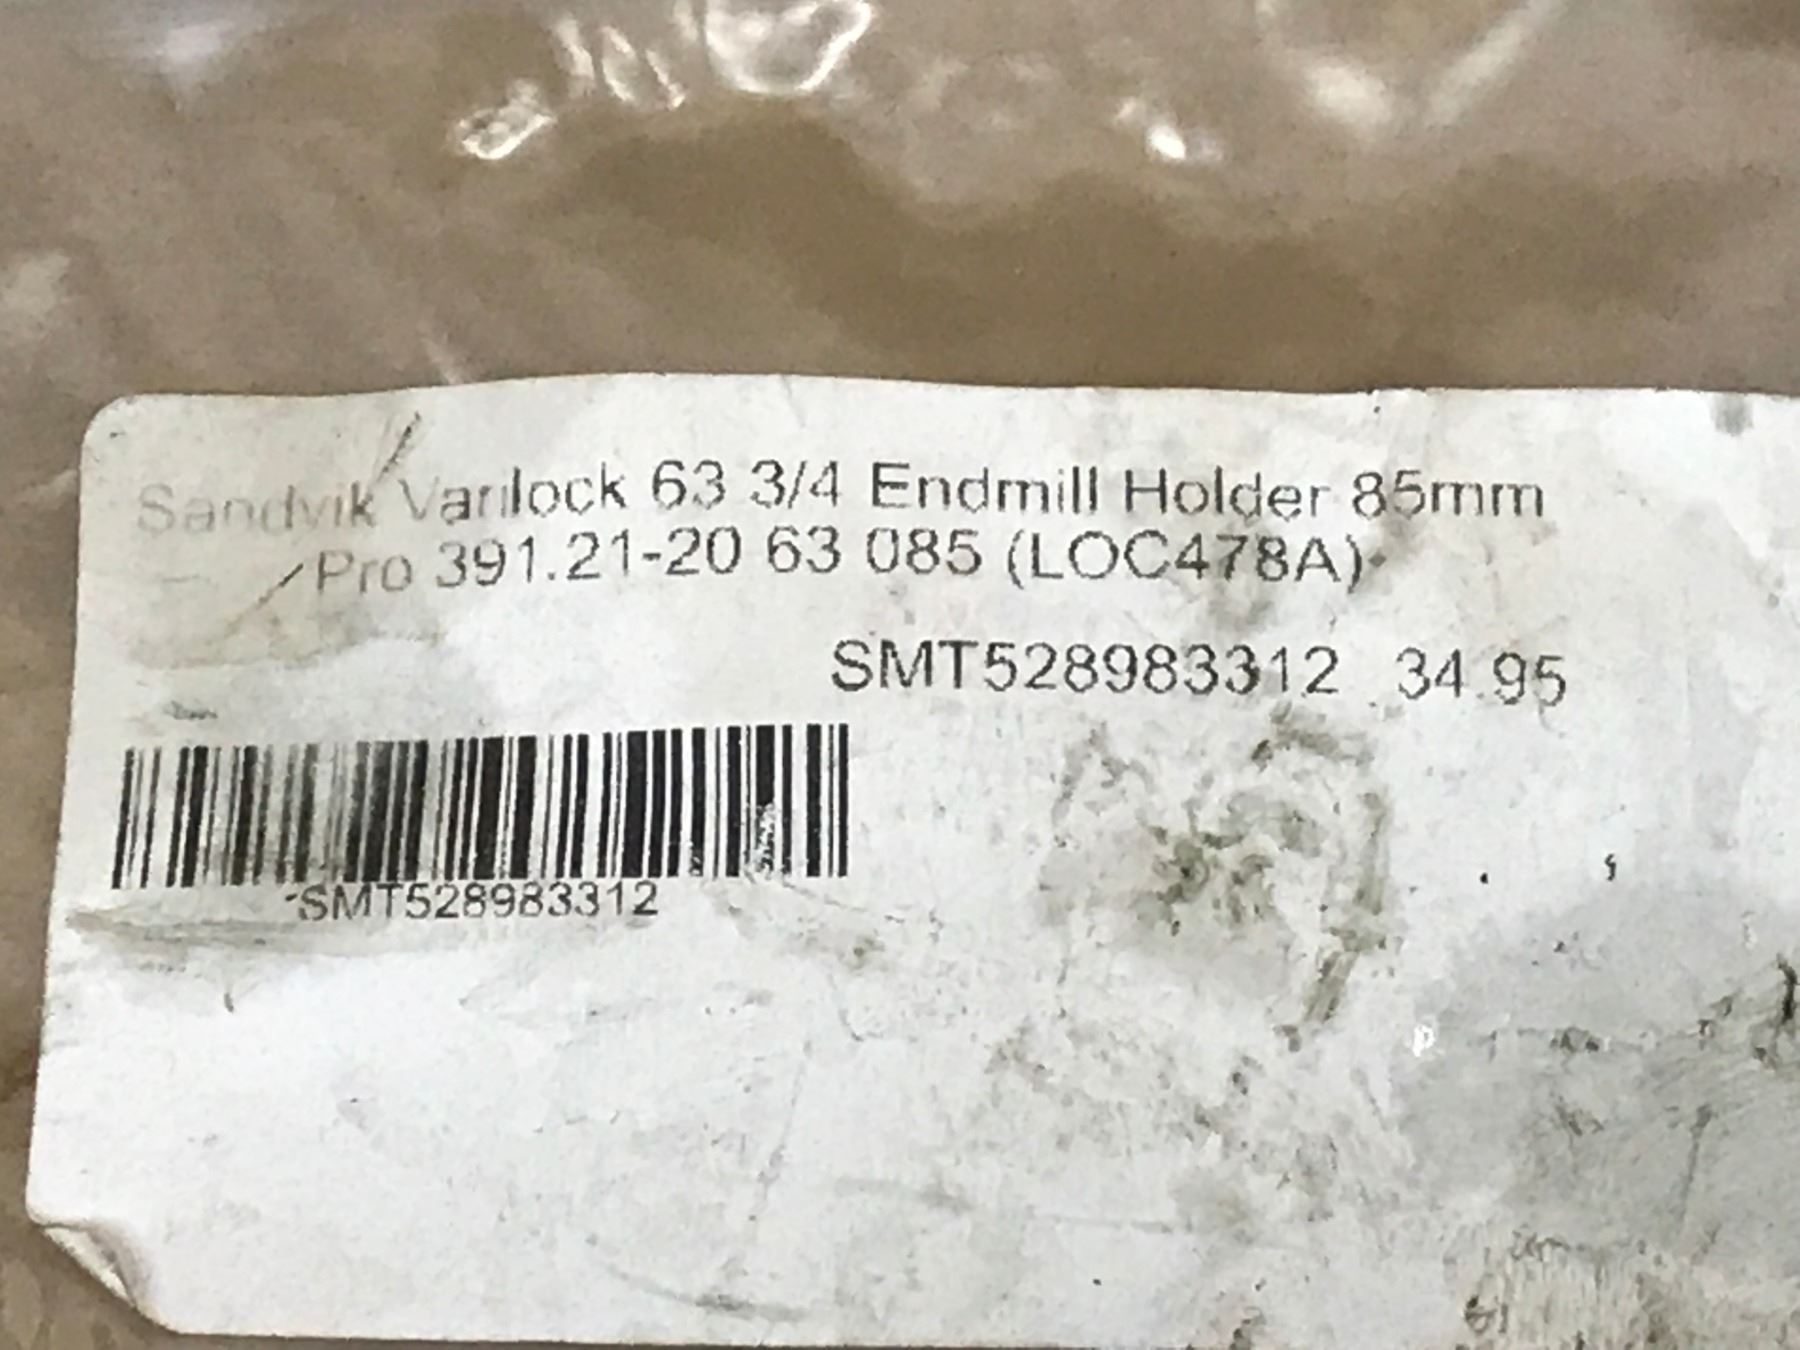 Sandvik Varilock 63 3/4 Endmill Holder 85mm
Pro 391.21-20 63 085 (LOC478A)
SMT528983312 34.95
SMT528983312